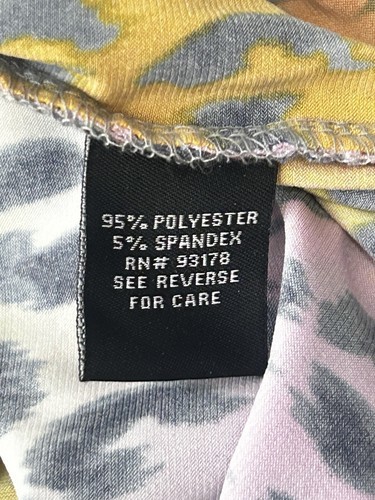 95% POLYESTER
5% SPANDEX
RN# 93178
SEE REVERSE
FOR CARE